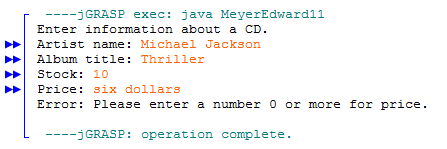 ----jGRASP exec: java MeyerEdward11
Enter information about a CD.
Artist name: Michael Jackson
Album title: Thriller
Stock: 10
Price: six dollars
Error: Please enter a number 0 or more for price.
----jGRASP: operation complete.